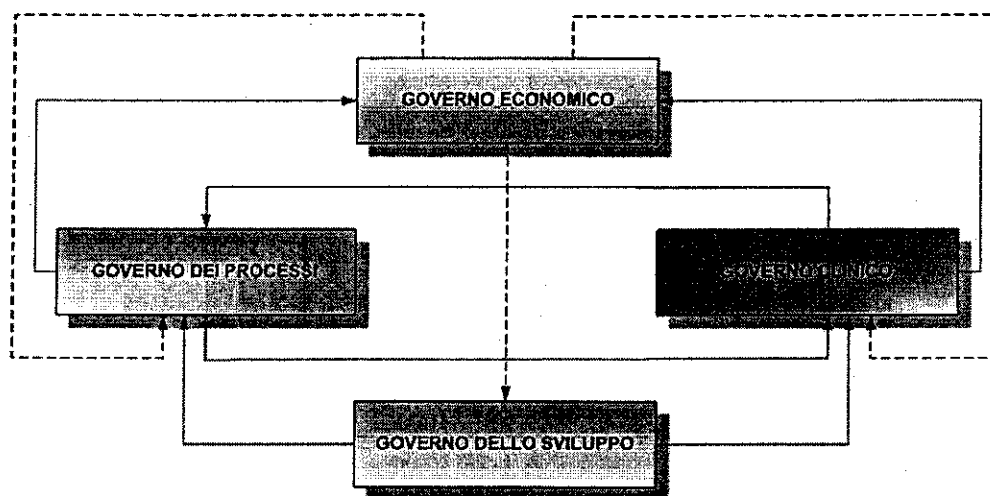 GOVERNO ECONOMICO
GOVERNO DEI PROCESSI
GOVERNO CLINICO
GOVERNO DELLO SVILUPPO